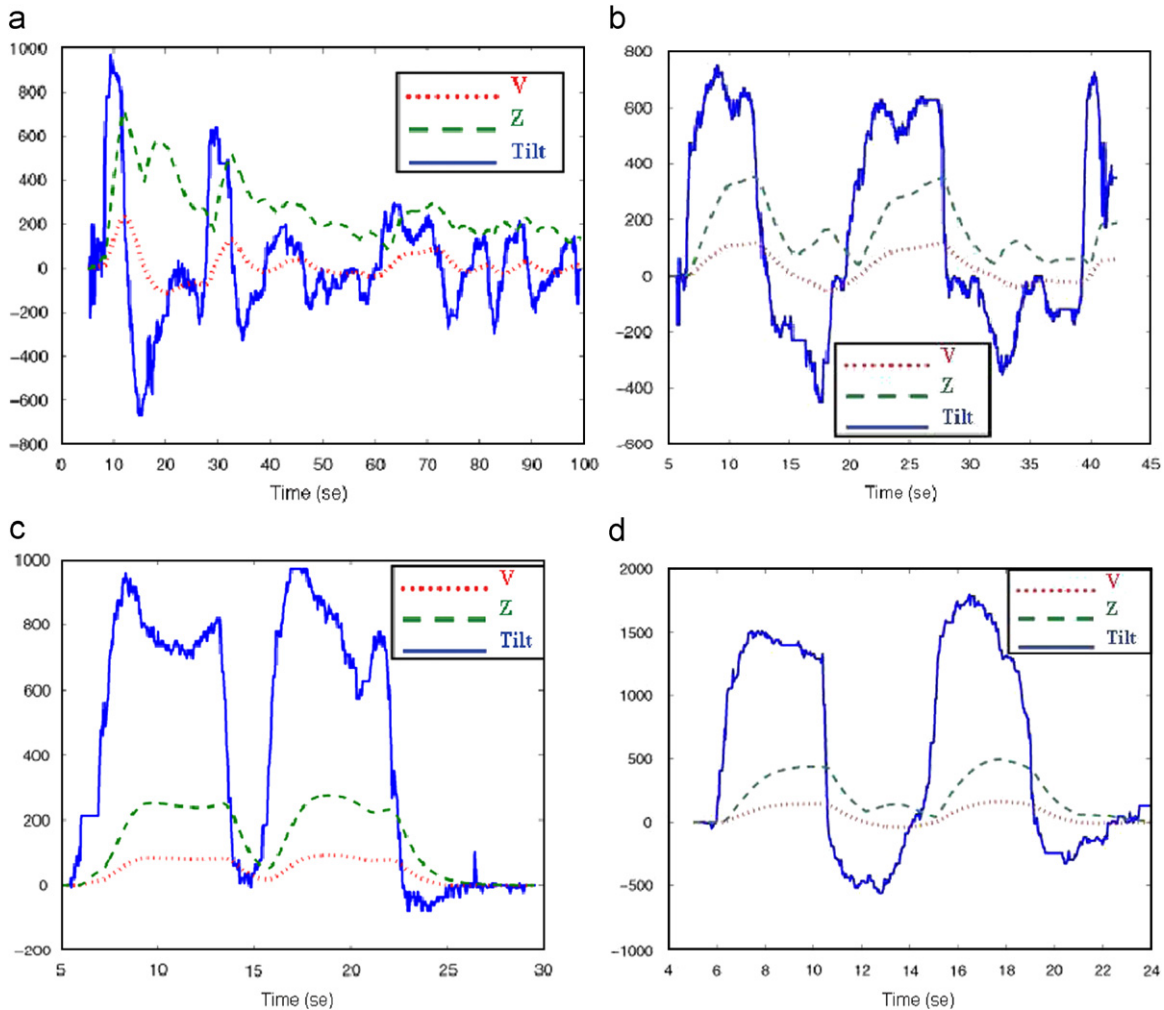 a
1000
800
600
400
200
0
−200
−400
−600
−800
0 10 20 30 40 50 60 70 80 90 100
Time (se)
V
Z
Tilt
b
800
600
400
200
0
−200
−400
−600
5 10 15 20 25 30 35 40 45
Time (se)
V
Z
Tilt
c
1000
800
600
400
200
0
−200
5 10 15 20 25 30
Time (se)
V
Z
Tilt
d
2000
1500
1000
500
0
−500
−1000
4 6 8 10 12 14 16 18 20 22 24
Time (se)
V
Z
Tilt